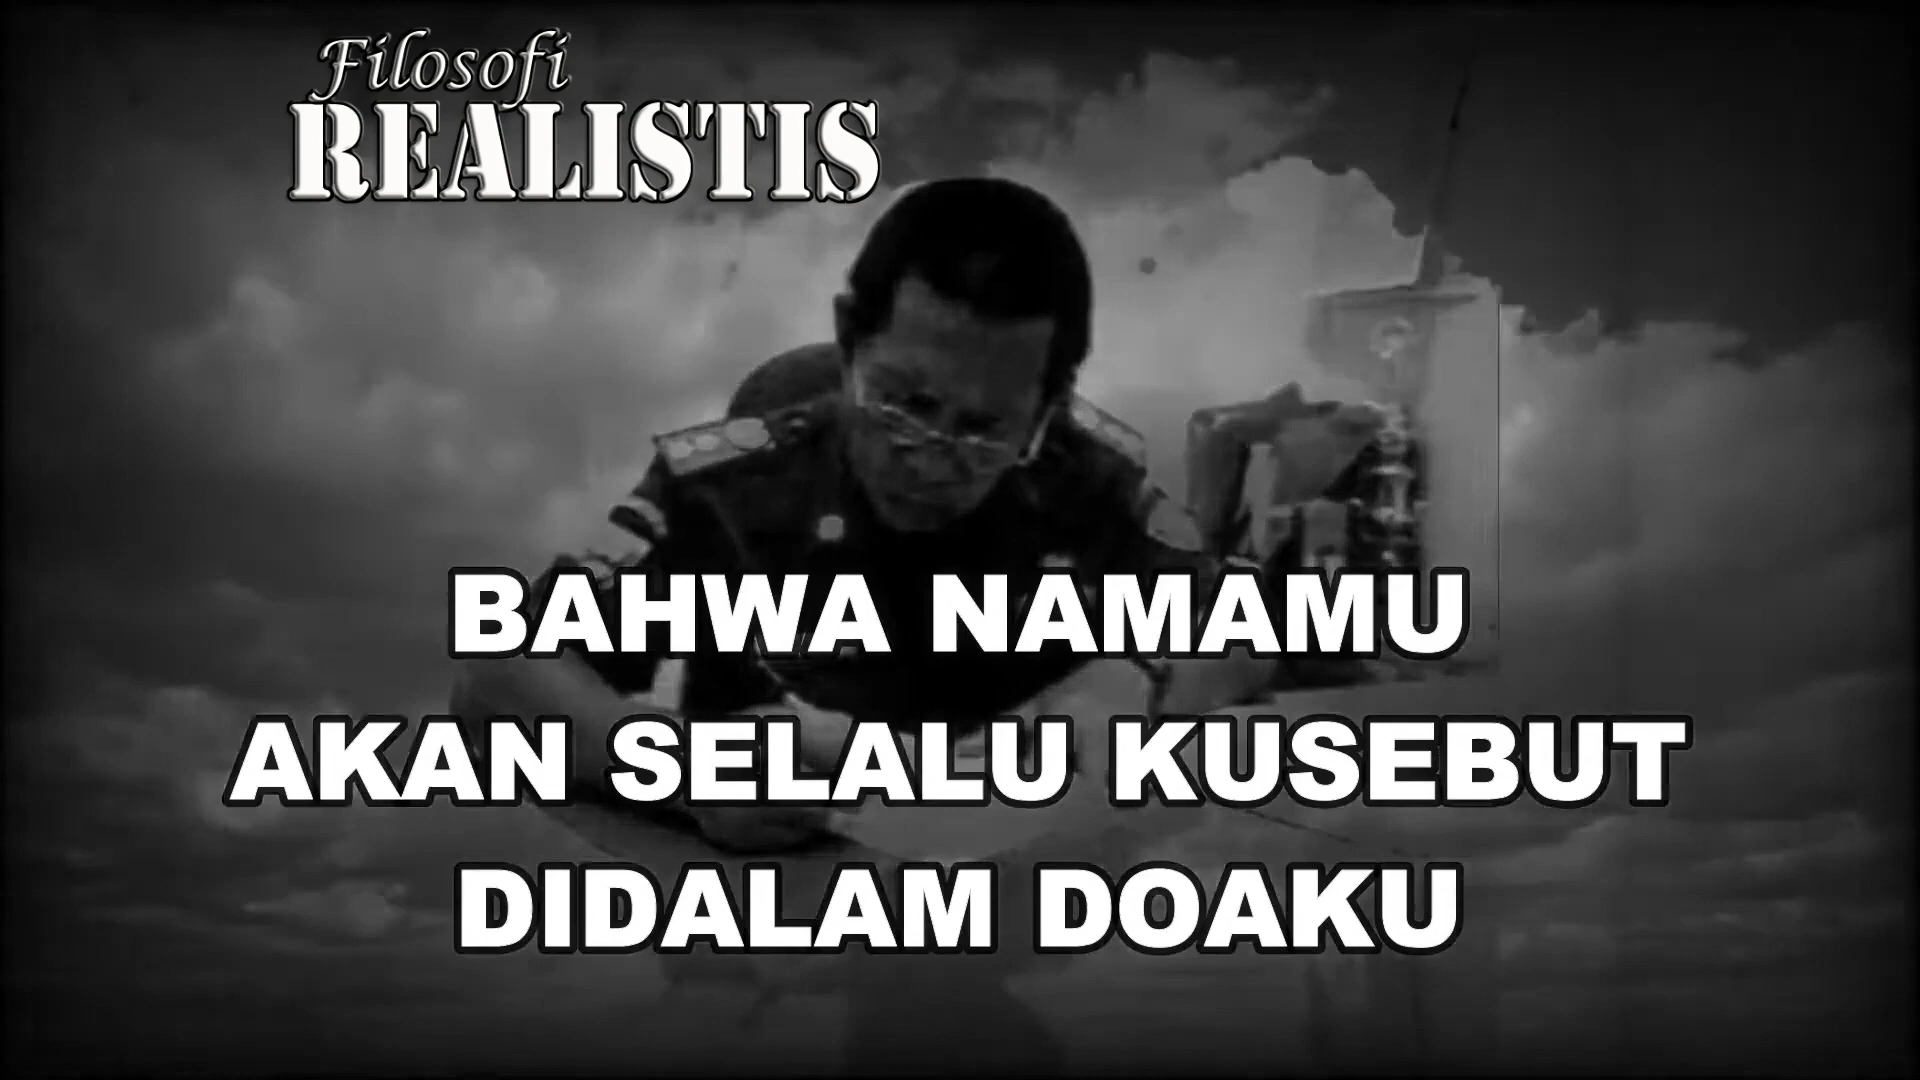 Filosofi
REALISTIS
BAHWA NAMAMU
AKAN SELALU KUSEBUT
DIDALAM DOAKU